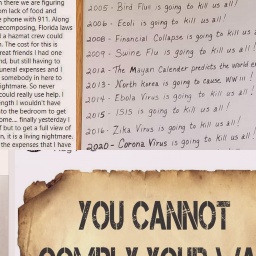 n there we are figuring
om lack of food and
e phone with 911. Along
ecomposing, Florida laws
d a hazmat crew could
n. The cost for this is
reat friends I had one
nd, but still having to
uneral expenses and I
somebody in here to
nightmare. So never
could really use help. I
ength I wouldn't have
nto the bedroom to get
ome... finally yesterday i
f but to get a full view of
n, it is a living nightmare.
the expenses that I have
2005 - Bird Flu is going to kill us all!
2006 - Ecoli is going to kill us all!
2008 - Financial Collapse is going to kill us a
2009 - Swine Flu is going to kill us all!
2012 - The Mayan Calender predicts the world en
2013 - North Korea is going to cause WW III !
2014 - Ebola Virus is going to kill us all!
2015 - ISIS is going to kill us all!
2016 - Zika Virus is going to kill us all!
2020 - Corona Virus is going to kill us all!
YOU CANNOT
COMPLY YOUR WA